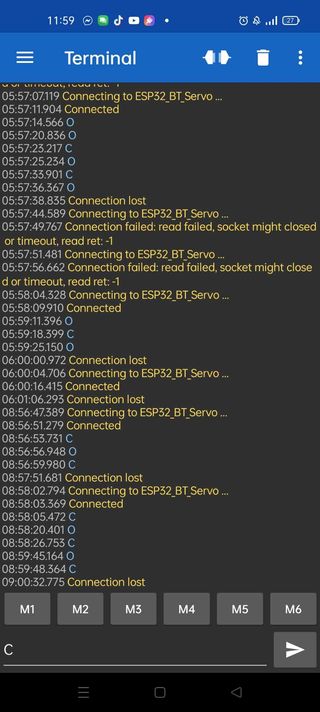 11:59
27
Terminal
d or timeout, read ret: -1
05:57:07.119 Connecting to ESP32_BT_Servo ...
05:57:11.904 Connected
05:57:14.566 O
05:57:20.836 O
05:57:23.217 C
05:57:25.234 O
05:57:33.901 C
05:57:36.367 O
05:57:38.835 Connection lost
05:57:44.589 Connecting to ESP32_BT_Servo ...
05:57:49.767 Connection failed: read failed, socket might closed
or timeout, read ret: -1
05:57:51.481 Connecting to ESP32_BT_Servo ...
05:57:56.662 Connection failed: read failed, socket might close
d or timeout, read ret: -1
05:58:04.328 Connecting to ESP32_BT_Servo ...
05:58:09.910 Connected
05:59:11.396 O
05:59:18.399 C
05:59:25.150 O
06:00:00.972 Connection lost
06:00:04.706 Connecting to ESP32_BT_Servo ...
06:00:16.415 Connected
06:01:06.293 Connection lost
08:56:47.389 Connecting to ESP32_BT_Servo ...
08:56:51.279 Connected
08:56:53.731 C
08:56:56.948 O
08:56:59.980 C
08:57:51.681 Connection lost
08:58:02.794 Connecting to ESP32_BT_Servo ...
08:58:03.369 Connected
08:58:05.472 C
08:58:20.401 O
08:58:26.753 C
08:59:45.164 O
08:59:48.364 C
09:00:32.775 Connection lost
M1 M2 M3 M4 M5 M6
C